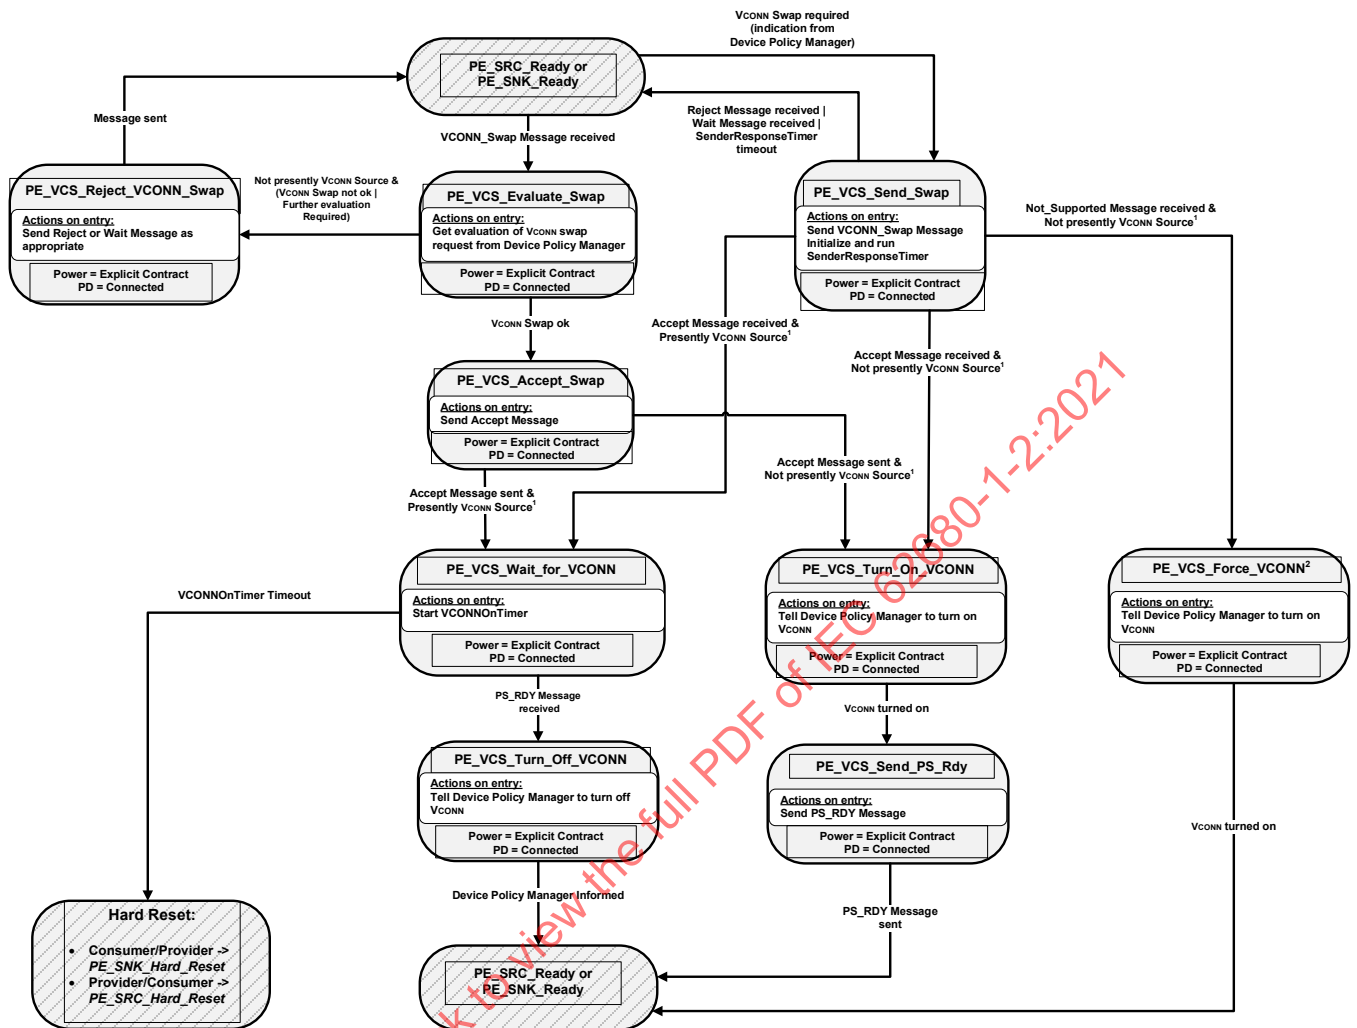 VCONN Swap required
(indication from
Device Policy Manager)
PE_SRC_Ready or
PE_SNK_Ready
Message sent
VCONN_Swap Message received
Reject Message received |
Wait Message received |
SenderResponseTimer
timeout
PE_VCS_Reject_VCONN_Swap
Actions on entry:
Send Reject or Wait Message as
appropriate
Power = Explicit Contract
PD = Connected
Not presently VCONN Source &
(VCONN Swap not ok |
Further evaluation
Required)
PE_VCS_Evaluate_Swap
Actions on entry:
Get evaluation of VCONN swap
request from Device Policy Manager
Power = Explicit Contract
PD = Connected
PE_VCS_Send_Swap
Actions on entry:
Send VCONN_Swap Message
Initialize and run
SenderResponseTimer
Power = Explicit Contract
PD = Connected
Not_Supported Message received &
Not presently VCONN Source¹
VCONN Swap ok
Accept Message received &
Presently VCONN Source¹
Accept Message received &
Not presently VCONN Source¹
PE_VCS_Accept_Swap
Actions on entry:
Send Accept Message
Power = Explicit Contract
PD = Connected
Accept Message sent &
Presently VCONN Source¹
Accept Message sent &
Not presently VCONN Source¹
VCONNOnTimer Timeout
PE_VCS_Wait_for_VCONN
Actions on entry:
Start VCONNOnTimer
Power = Explicit Contract
PD = Connected
PE_VCS_Turn_On_VCONN
Actions on entry:
Tell Device Policy Manager to turn on
VCONN
Power = Explicit Contract
PD = Connected
PE_VCS_Force_VCONN²
Actions on entry:
Tell Device Policy Manager to turn on
VCONN
Power = Explicit Contract
PD = Connected
PS_RDY Message
received
VCONN turned on
PE_VCS_Turn_Off_VCONN
Actions on entry:
Tell Device Policy Manager to turn off
VCONN
Power = Explicit Contract
PD = Connected
PE_VCS_Send_PS_Rdy
Actions on entry:
Send PS_RDY Message
Power = Explicit Contract
PD = Connected
VCONN turned on
Device Policy Manager Informed
PS_RDY Message
sent
Hard Reset:
• Consumer/Provider ->
PE_SNK_Hard_Reset
• Provider/Consumer ->
PE_SRC_Hard_Reset
PE_SRC_Ready or
PE_SNK_Ready
to view the full PDF of IEC 62680-1-2:2021